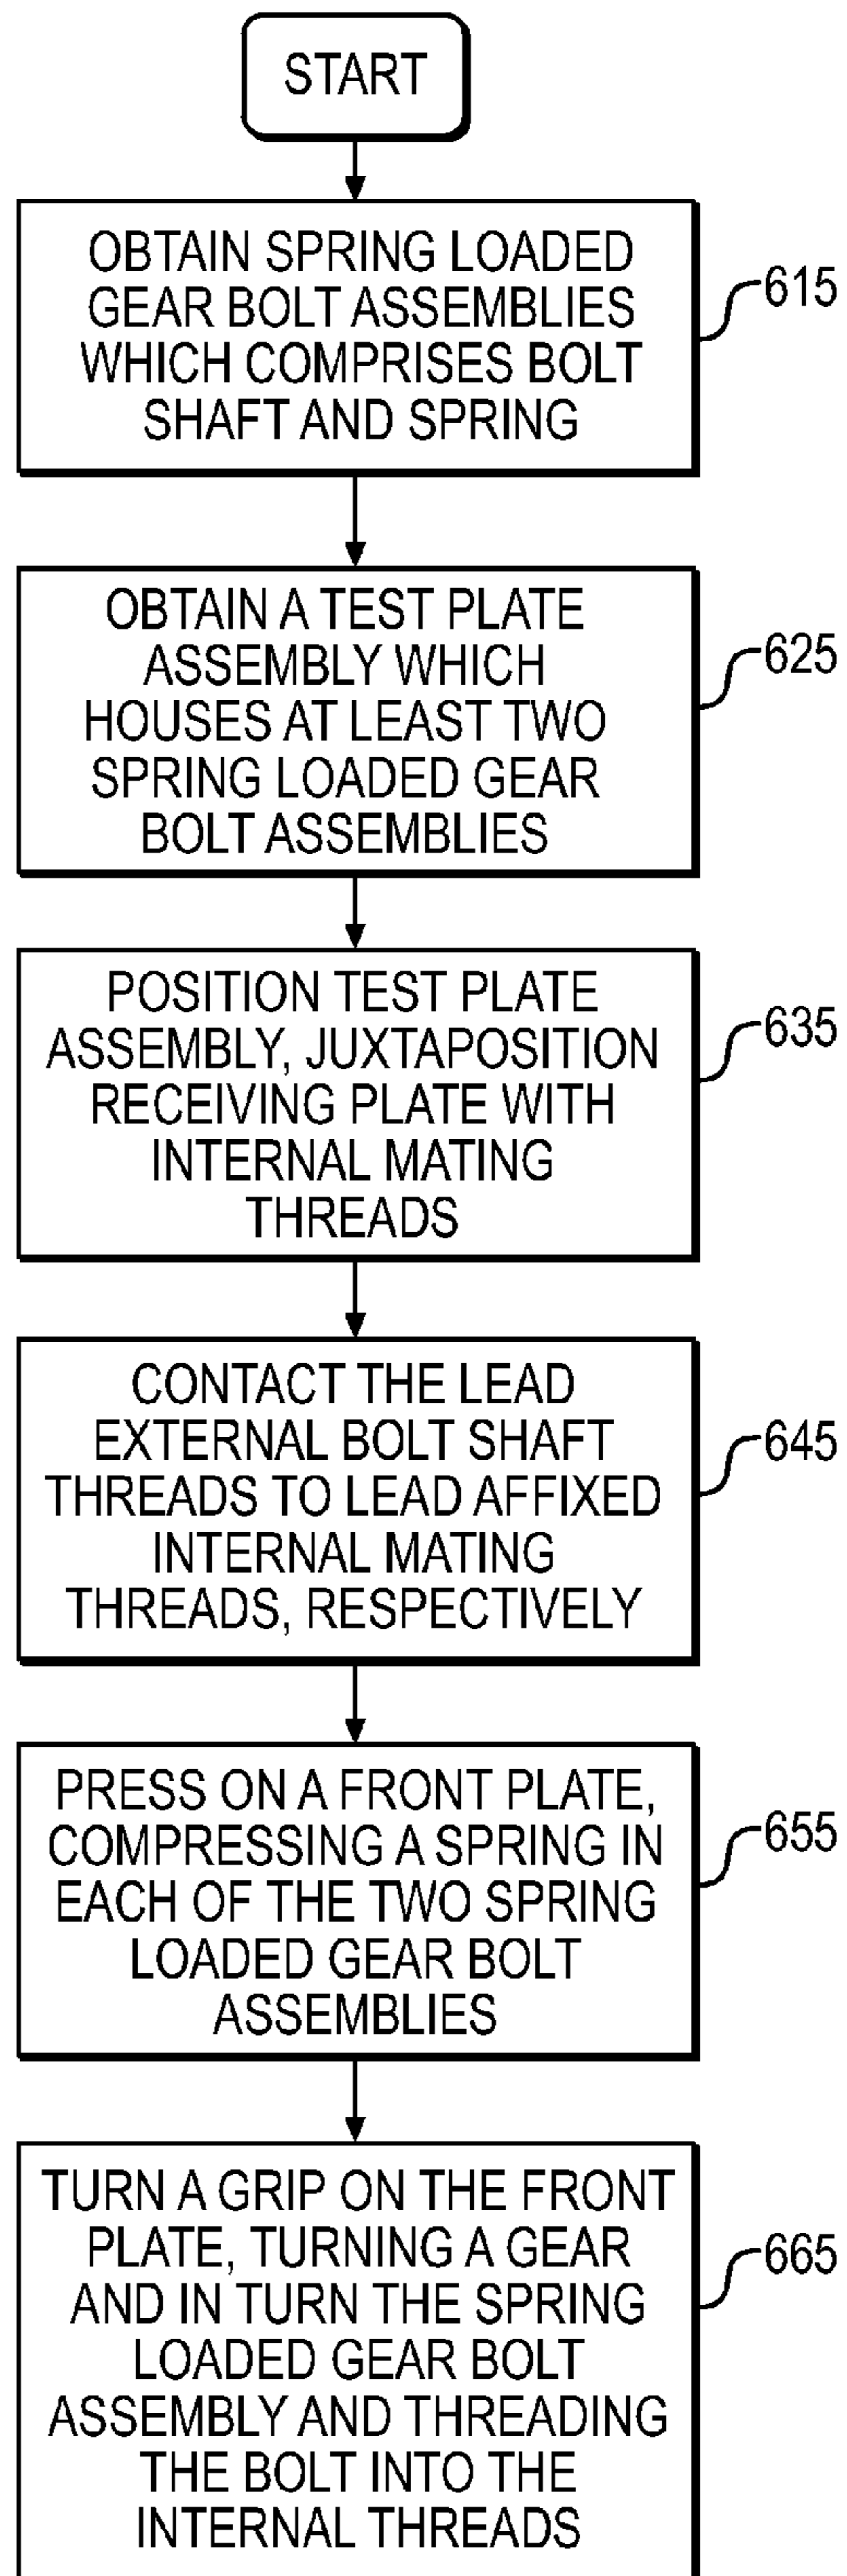 START
OBTAIN SPRING LOADED
GEAR BOLT ASSEMBLIES
WHICH COMPRISES BOLT
SHAFT AND SPRING
615
OBTAIN A TEST PLATE
ASSEMBLY WHICH
HOUSES AT LEAST TWO
SPRING LOADED GEAR
BOLT ASSEMBLIES
625
POSITION TEST PLATE
ASSEMBLY, JUXTAPOSITION
RECEIVING PLATE WITH
INTERNAL MATING
THREADS
635
CONTACT THE LEAD
EXTERNAL BOLT SHAFT
THREADS TO LEAD AFFIXED
INTERNAL MATING
THREADS, RESPECTIVELY
645
PRESS ON A FRONT PLATE,
COMPRESSING A SPRING IN
EACH OF THE TWO SPRING
LOADED GEAR BOLT
ASSEMBLIES
655
TURN A GRIP ON THE FRONT
PLATE, TURNING A GEAR
AND IN TURN THE SPRING
LOADED GEAR BOLT
ASSEMBLY AND THREADING
THE BOLT INTO THE
INTERNAL THREADS
665